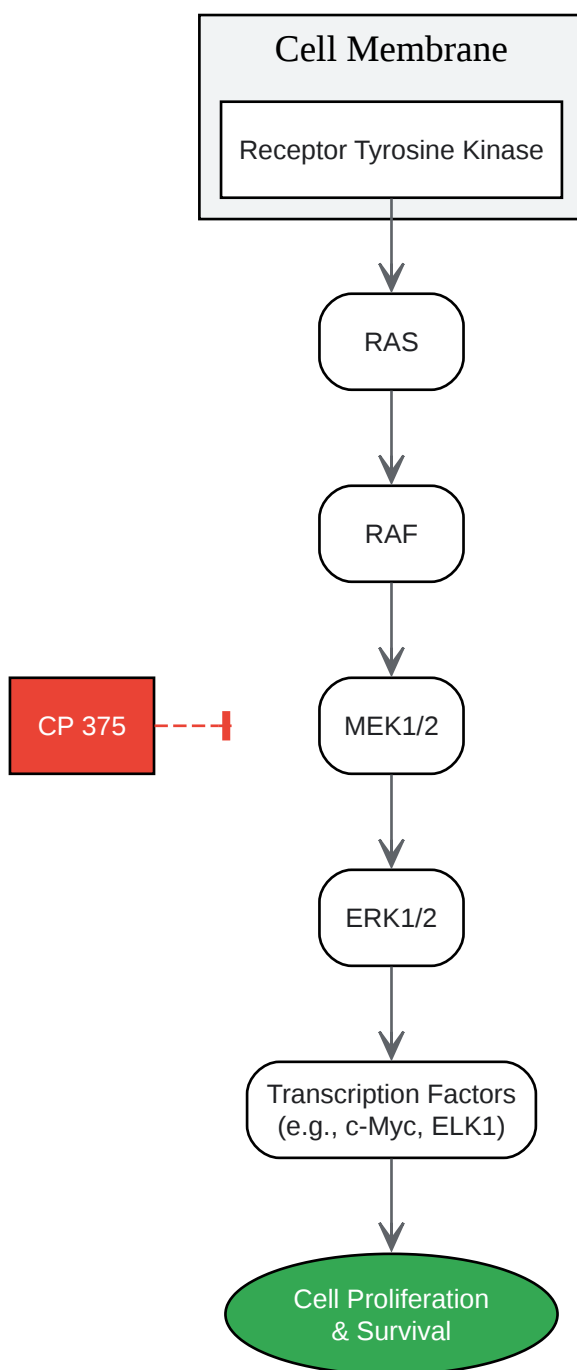 Cell Membrane
Receptor Tyrosine Kinase
RAS
RAF
CP 375
MEK1/2
ERK1/2
Transcription Factors
(e.g., c-Myc, ELK1)
Cell Proliferation
& Survival